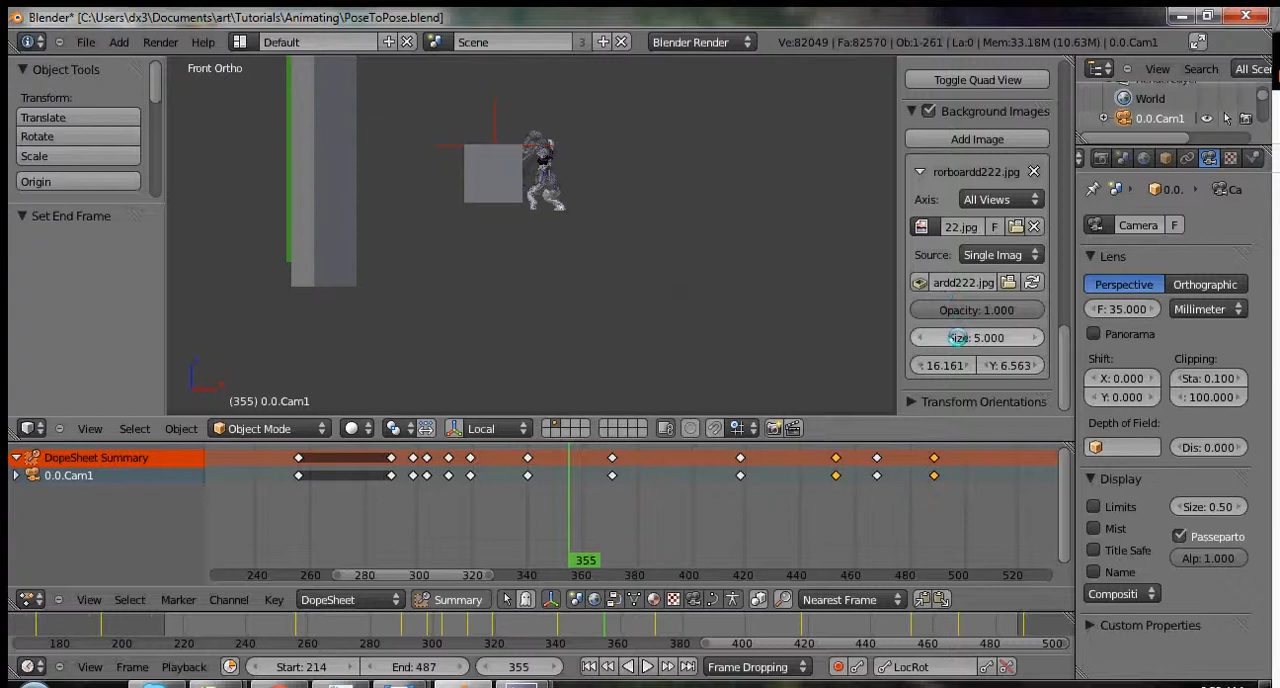 Blender* [C:\Users\dx3\Documents\art\Tutorials\Animating\PoseToPose.blend]
File Add Render Help Default Scene 3 Blender Render Ve:82049 | Fa:82570 | Ob:1-261 | La:0 | Mem:33.18M (10.63M) | 0.0.Cam1
Object Tools
Transform:
Translate
Rotate
Scale
Origin
Set End Frame
Front Ortho
(355) 0.0.Cam1
Toggle Quad View
Background Images
Add Image
rorboardd222.jpg
Axis: All Views
22.jpg F
Source: Single Imag
ardd222.jpg
Opacity: 1.000
Size: 5.000
: 16.161 Y: 6.563
Transform Orientations
View Search All Scen
World
0.0.Cam1
0.0. Ca
Camera F
Lens
Perspective Orthographic
F: 35.000 Millimeter
Panorama
Shift: Clipping:
X: 0.000 Sta: 0.100
Y: 0.000 : 100.000
Depth of Field:
Dis: 0.000
Display
Limits Size: 0.50
Mist Passeparto
Title Safe Alp: 1.000
Name
Compositi
Custom Properties
View Select Object Object Mode Local
DopeSheet Summary
0.0.Cam1
355
240 260 280 300 320 340 360 380 400 420 440 460 480 500 520
View Select Marker Channel Key DopeSheet Summary Nearest Frame
180 200 220 240 260 280 300 320 340 360 380 400 420 440 460 480 500
View Frame Playback Start: 214 End: 487 355 Frame Dropping LocRot